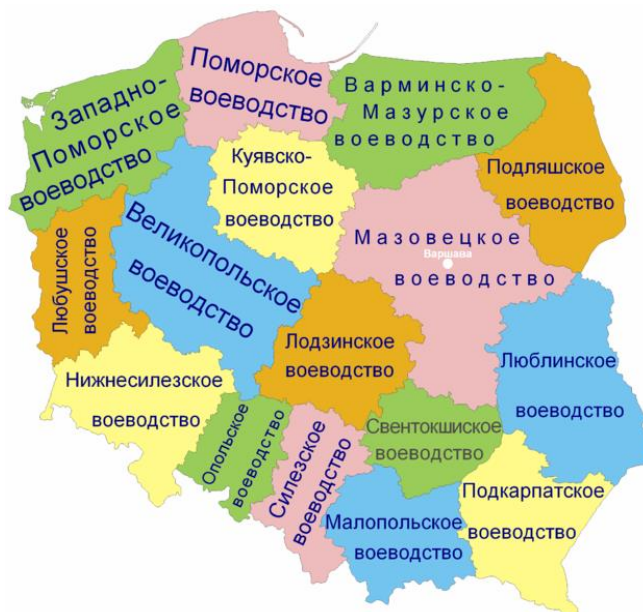 Западно-
Поморское
воеводство
Поморское
воеводство
Варминско-
Мазурское
воеводство
Подляшское
воеводство
Куявско-
Поморское
воеводство
Мазовецкое
Варшава
воеводство
Любушское
воеводство
Великопольское
воеводство
Лодзинское
воеводство
Люблинское
воеводство
Нижнесилезское
воеводство
Опольское
воеводство
Силезское
воеводство
Свентокшиское
воеводство
Малопольское
воеводство
Подкарпатское
воеводство